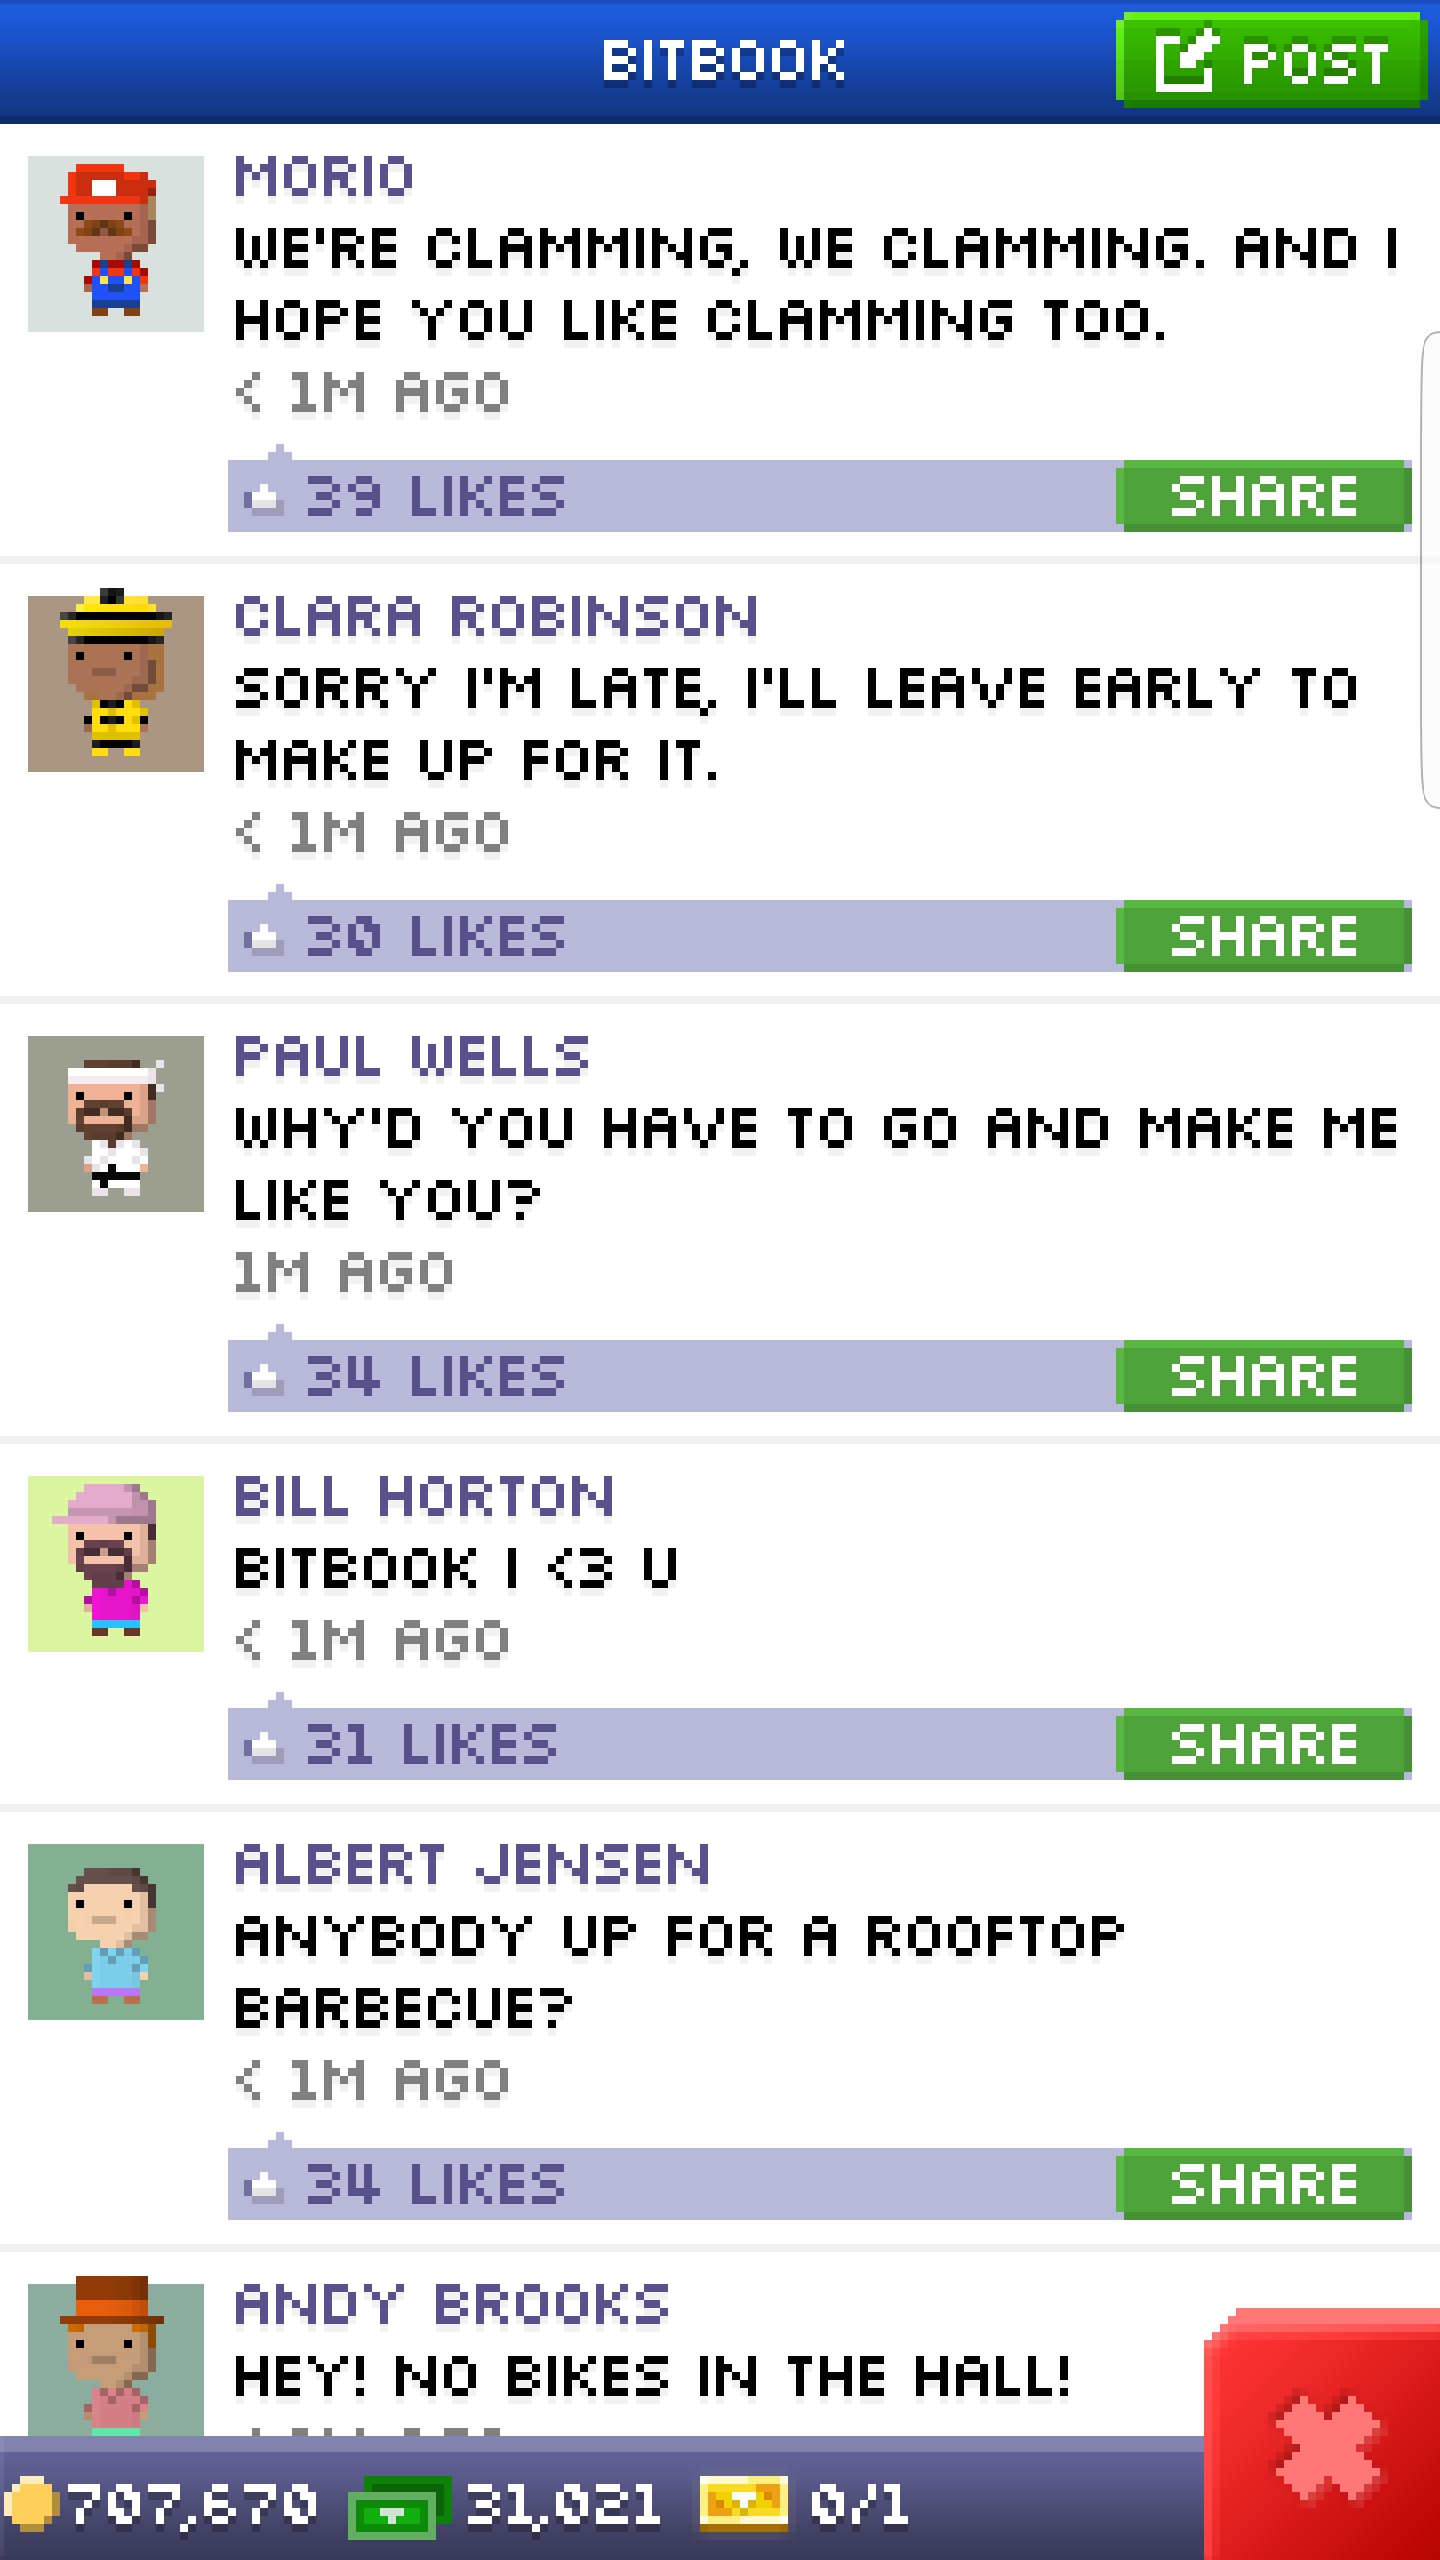 BITBOOK
POST
MORIO
WE'RE CLAMMING, WE CLAMMING. AND I
HOPE YOU LIKE CLAMMING TOO.
< 1M AGO
39 LIKES
SHARE
CLARA ROBINSON
SORRY I'M LATE, I'LL LEAVE EARLY TO
MAKE UP FOR IT.
< 1M AGO
30 LIKES
SHARE
PAUL WELLS
WHY'D YOU HAVE TO GO AND MAKE ME
LIKE YOU?
1M AGO
34 LIKES
SHARE
BILL HORTON
BITBOOK I <3 U
< 1M AGO
31 LIKES
SHARE
ALBERT JENSEN
ANYBODY UP FOR A ROOFTOP
BARBECUE?
< 1M AGO
34 LIKES
SHARE
ANDY BROOKS
HEY! NO BIKES IN THE HALL!
707,670
31,021
0/1